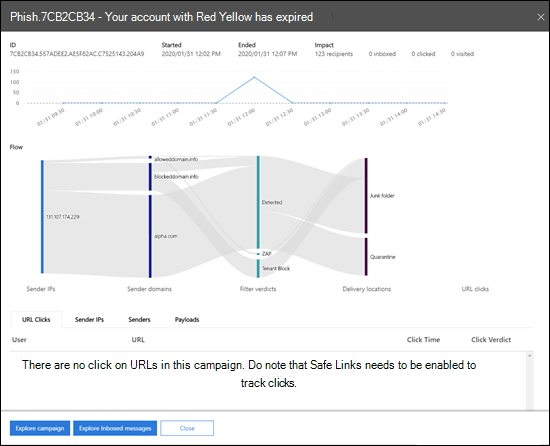 Phish.7CB2CB34 - Your account with Red Yellow has expired
ID
Started
Ended
Impact
7CB2CB34.557ADEE2.AE5F82AC.C7525143.204A9
2020/01/31 12:02 PM
2020/01/31 12:07 PM
123 recipients
0 inboxed
0 clicked
0 visited
150
100
50
0
01/31 09:30
01/31 10:00
01/31 10:30
01/31 11:00
01/31 11:30
01/31 12:00
01/31 12:30
01/31 13:00
01/31 13:30
01/31 14:00
01/31 14:30
Flow
alloweddomain.info
blockeddomain.info
131.107.174.229
alpha.com
Detected
ZAP
Tenant Block
Junk folder
Quarantine
Sender IPs
Sender domains
Filter verdicts
Delivery locations
URL clicks
URL Clicks
Sender IPs
Senders
Payloads
User
URL
Click Time
Click Verdict
There are no click on URLs in this campaign. Do note that Safe Links needs to be enabled to
track clicks.
Explore campaign
Explore Inboxed messages
Close